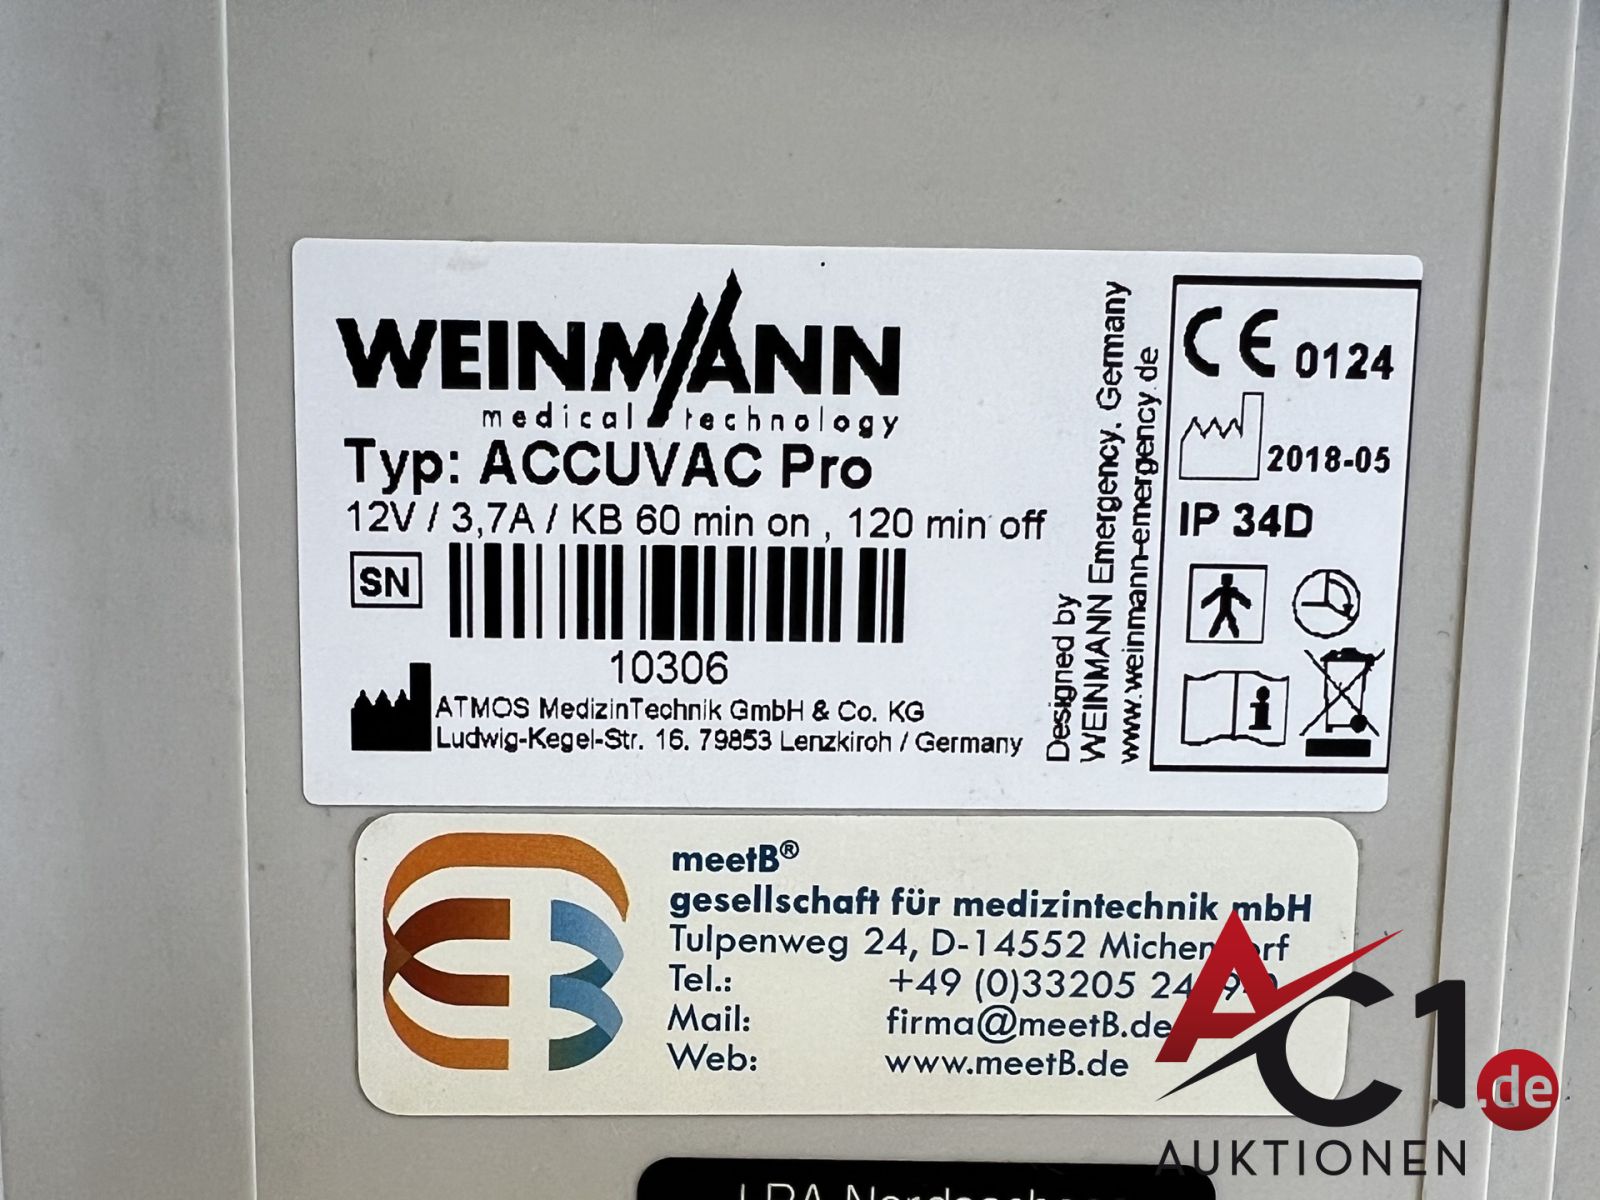 WEINMANN
medical technology
Typ: ACCUVAC Pro
12V / 3,7A / KB 60 min on , 120 min off
SN
10306
ATMOS MedizinTechnik GmbH & Co. KG
Ludwig-Kegel-Str. 16. 79853 Lenzkirch / Germany
Designed by
WEINMANN Emergency. Germany
www.weinmann-emergency.de
CE 0124
2018-05
IP 34D
i
meetB®
gesellschaft für medizintechnik mbH
Tulpenweg 24, D-14552
Tel.: +49 (0)33205
Mail: firma@meetB.de
Web: www.meetB.de
AC1.de
AUKTIONEN
LRA